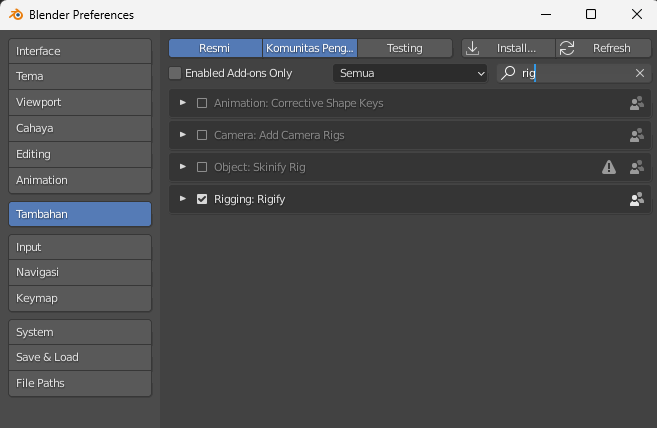 Blender Preferences
Interface
Tema
Viewport
Cahaya
Editing
Animation
Tambahan
Input
Navigasi
Keymap
System
Save & Load
File Paths
Resmi Komunitas Peng... Testing Install... Refresh
Enabled Add-ons Only Semua rig
Animation: Corrective Shape Keys
Camera: Add Camera Rigs
Object: Skinify Rig
Rigging: Rigify